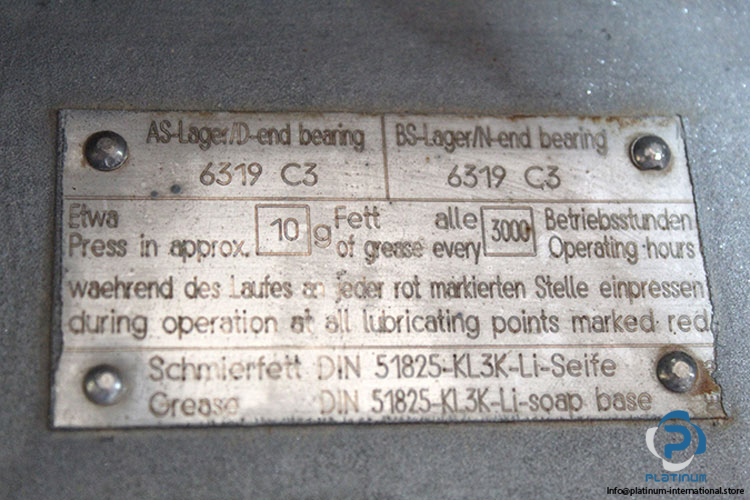 AS-Lager/D-end bearing
BS-Lager/N-end bearing
6319 C3
6319 C3
Etwa 10 g Fett alle 3000 Betriebsstunden
Press in approx. of grease every Operating hours
waehrend des Laufes an jeder rot markierten Stelle einpressen
during operation at all lubricating points marked red
Schmierfett DIN 51825-KL3K-Li-Seife
Grease DIN 51825-KL3K-Li-soap base
PLATINUM
info@platinum-international.store